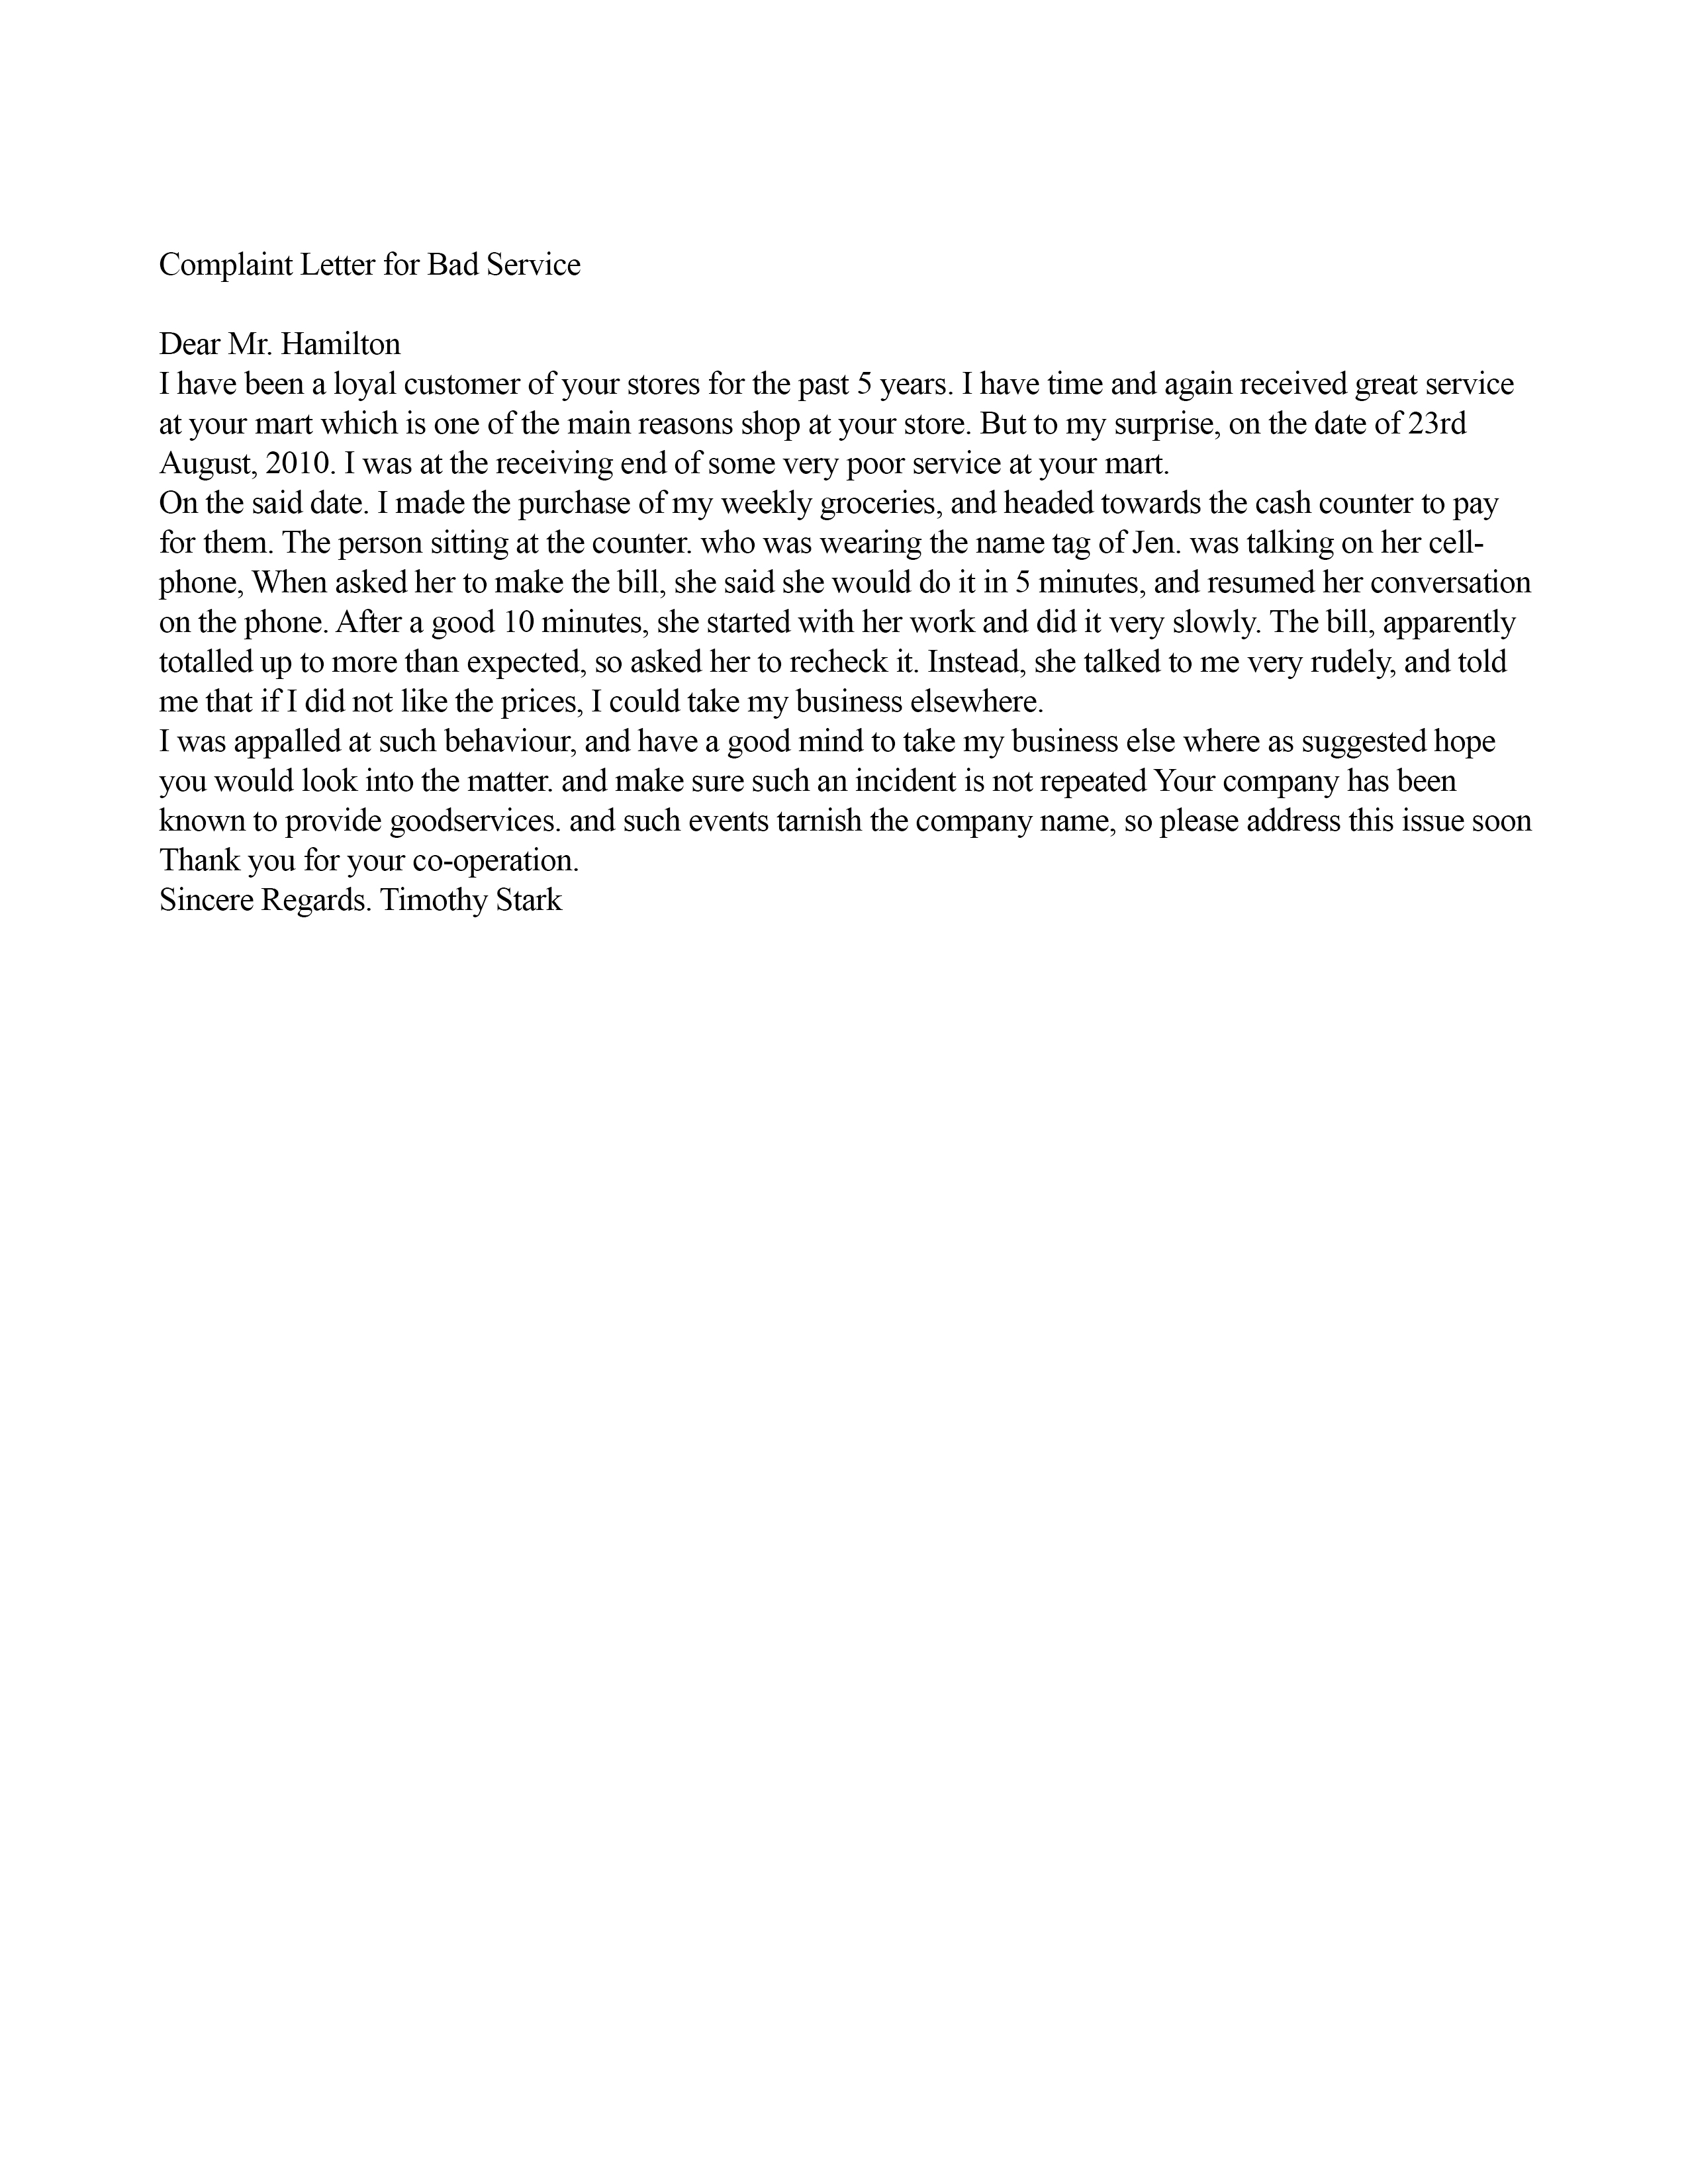 Complaint Letter for Bad Service
Dear Mr. Hamilton
I have been a loyal customer of your stores for the past 5 years. I have time and again received great service
at your mart which is one of the main reasons shop at your store. But to my surprise, on the date of 23rd
August, 2010. I was at the receiving end of some very poor service at your mart.
On the said date. I made the purchase of my weekly groceries, and headed towards the cash counter to pay
for them. The person sitting at the counter. who was wearing the name tag of Jen. was talking on her cell-
phone, When asked her to make the bill, she said she would do it in 5 minutes, and resumed her conversation
on the phone. After a good 10 minutes, she started with her work and did it very slowly. The bill, apparently
totalled up to more than expected, so asked her to recheck it. Instead, she talked to me very rudely, and told
me that if I did not like the prices, I could take my business elsewhere.
I was appalled at such behaviour, and have a good mind to take my business else where as suggested hope
you would look into the matter. and make sure such an incident is not repeated Your company has been
known to provide goodservices. and such events tarnish the company name, so please address this issue soon
Thank you for your co-operation.
Sincere Regards. Timothy Stark